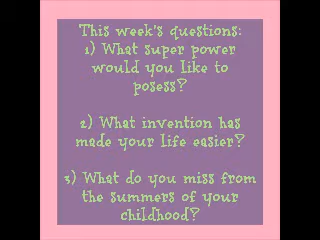 This week's questions:
1) What super power
would you like to
posess?
2) What invention has
made your life easier?
3) What do you miss from
the summers of your
childhood?